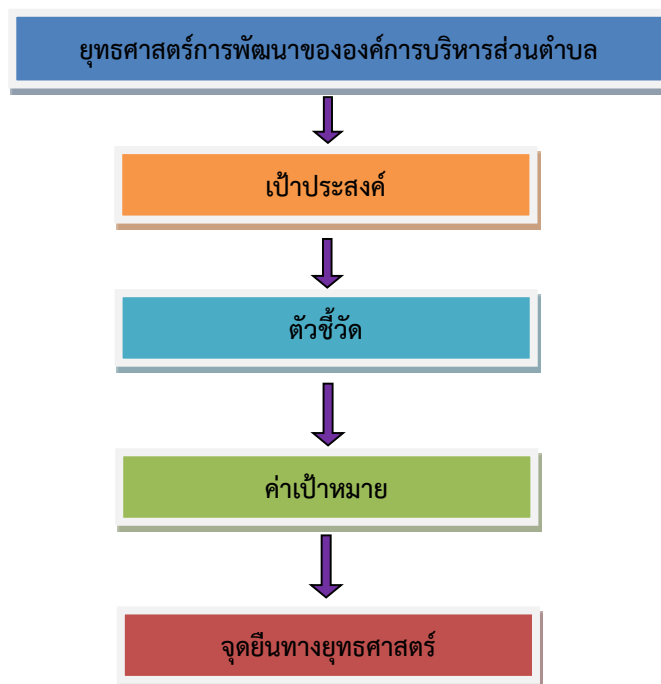 ยุทธศาสตร์การพัฒนาขององค์การบริหารส่วนตำบล
เป้าประสงค์
ตัวชี้วัด
ค่าเป้าหมาย
จุดยืนทางยุทธศาสตร์